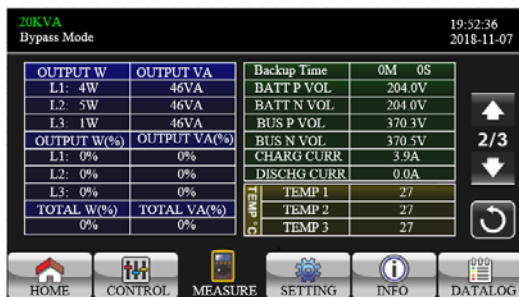 20KVA
Bypass Mode
19:52:36
2018-11-07
OUTPUT W OUTPUT VA
L1: 4W 46VA
L2: 5W 46VA
L3: 1W 46VA
OUTPUT W(%) OUTPUT VA(%)
L1: 0% 0%
L2: 0% 0%
L3: 0% 0%
TOTAL W(%) TOTAL VA(%)
0% 0%
Backup Time 0M 0S
BATT P VOL 204.0V
BATT N VOL 204.0V
BUS P VOL 370.3V
BUS N VOL 370.5V
CHARG CURR 3.9A
DISCHG CURR 0.0A
TEMP °C
TEMP 1 27
TEMP 2 27
TEMP 3 27
2/3
HOME CONTROL MEASURE SETTING INFO DATALOG